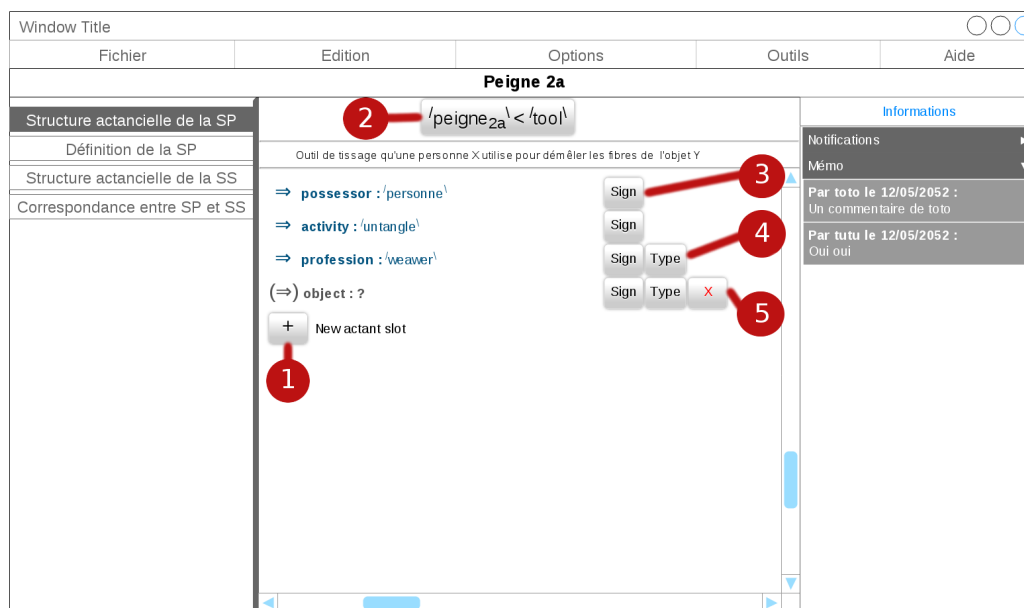 Window Title
Fichier Edition Options Outils Aide
Peigne 2a
Structure actancielle de la SP
Définition de la SP
Structure actancielle de la SS
Correspondance entre SP et SS
2
/peigne2a\ < /tool\
Outil de tissage qu'une personne X utilise pour démêler les fibres de l'objet Y
⇒ possessor : /personne\ Sign
3
⇒ activity : /untangle\ Sign
4
⇒ profession : /weawer\ Sign Type
(⇒) object : ? Sign Type X
5
+ New actant slot
1
Informations
Notifications
Mémo
Par toto le 12/05/2052 :
Un commentaire de toto
Par tutu le 12/05/2052 :
Oui oui